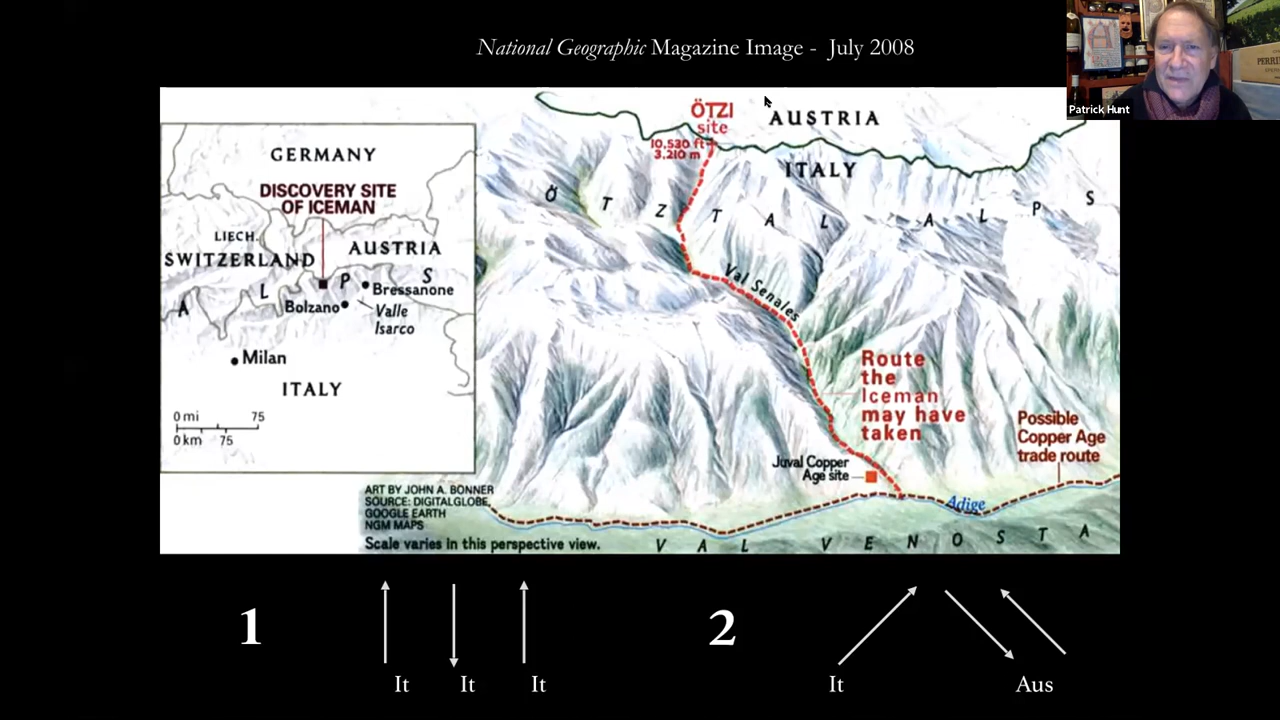 National Geographic Magazine Image - July 2008
Patrick Hunt
GERMANY
DISCOVERY SITE
OF ICEMAN
LIECH.
SWITZERLAND
AUSTRIA
A L P S
Bressanone
Bolzano
Valle
Isarco
Milan
ITALY
0 mi 75
0 km 75
ÖTZI
site
10,530 ft
3,210 m
AUSTRIA
ITALY
Ö T Z T A L A L P S
Val Senales
Route
the
Iceman
may have
taken
Possible
Copper Age
trade route
Juval Copper
Age site
Adige
VAL VENOSTA
ART BY JOHN A. BONNER
SOURCE: DIGITALGLOBE,
GOOGLE EARTH
NGM MAPS
Scale varies in this perspective view.
1 2
It It It It Aus